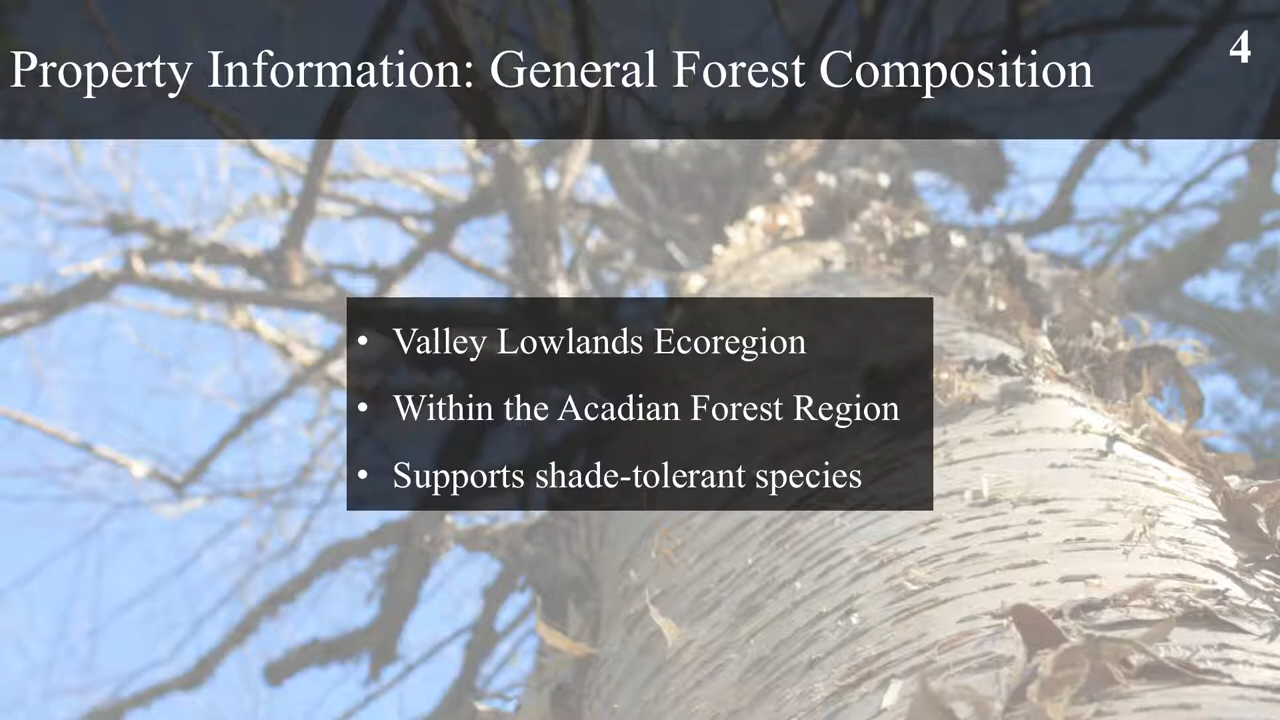 Property Information: General Forest Composition
4
• Valley Lowlands Ecoregion
• Within the Acadian Forest Region
• Supports shade-tolerant species